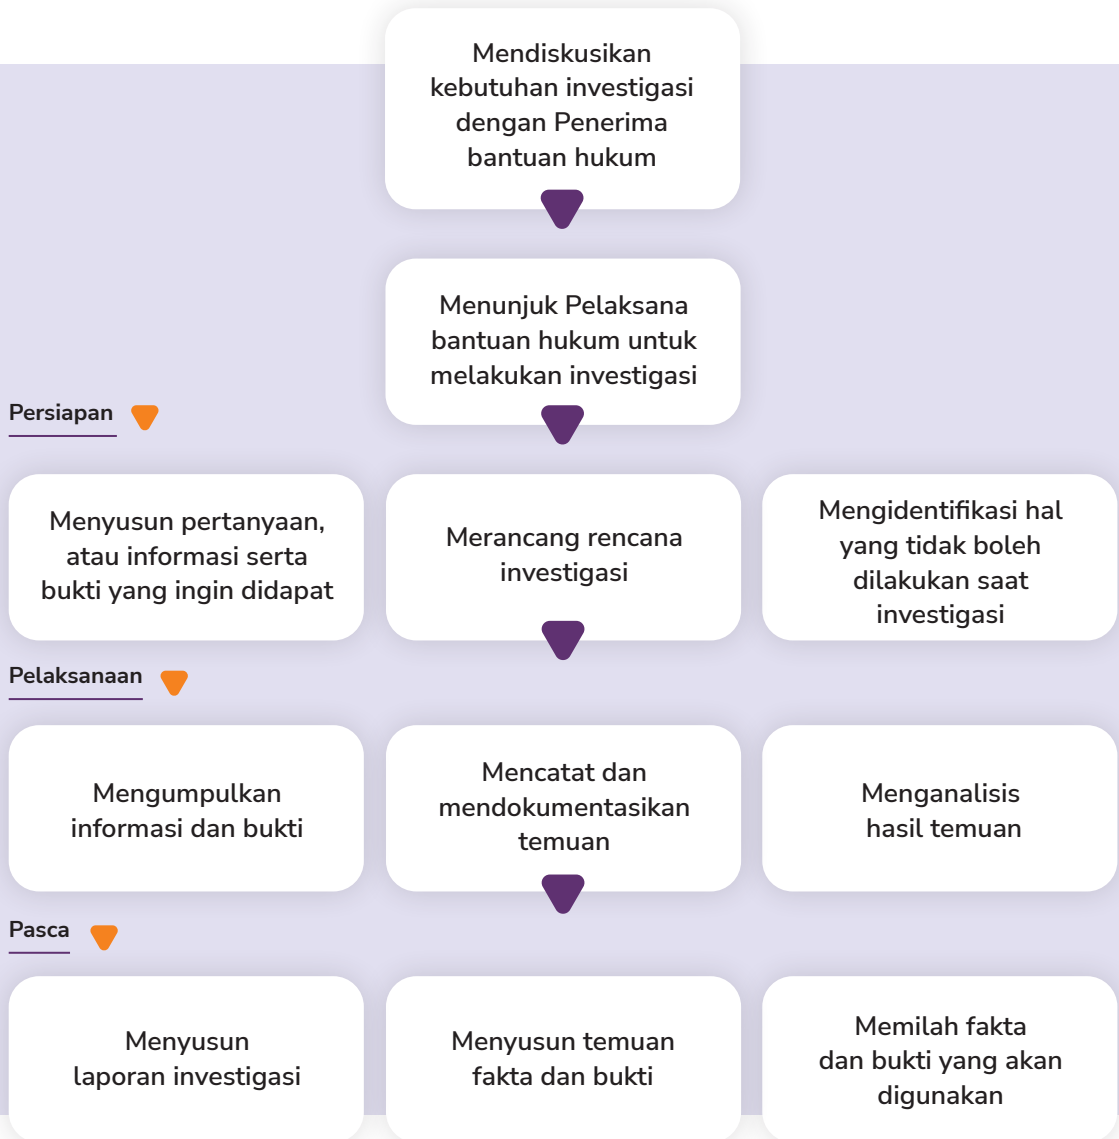 Mendiskusikan
kebutuhan investigasi
dengan Penerima
bantuan hukum
Menunjuk Pelaksana
bantuan hukum untuk
melakukan investigasi
Persiapan
Menyusun pertanyaan,
atau informasi serta
bukti yang ingin didapat
Merancang rencana
investigasi
Mengidentifikasi hal
yang tidak boleh
dilakukan saat
investigasi
Pelaksanaan
Mengumpulkan
informasi dan bukti
Mencatat dan
mendokumentasikan
temuan
Menganalisis
hasil temuan
Pasca
Menyusun
laporan investigasi
Menyusun temuan
fakta dan bukti
Memilah fakta
dan bukti yang akan
digunakan